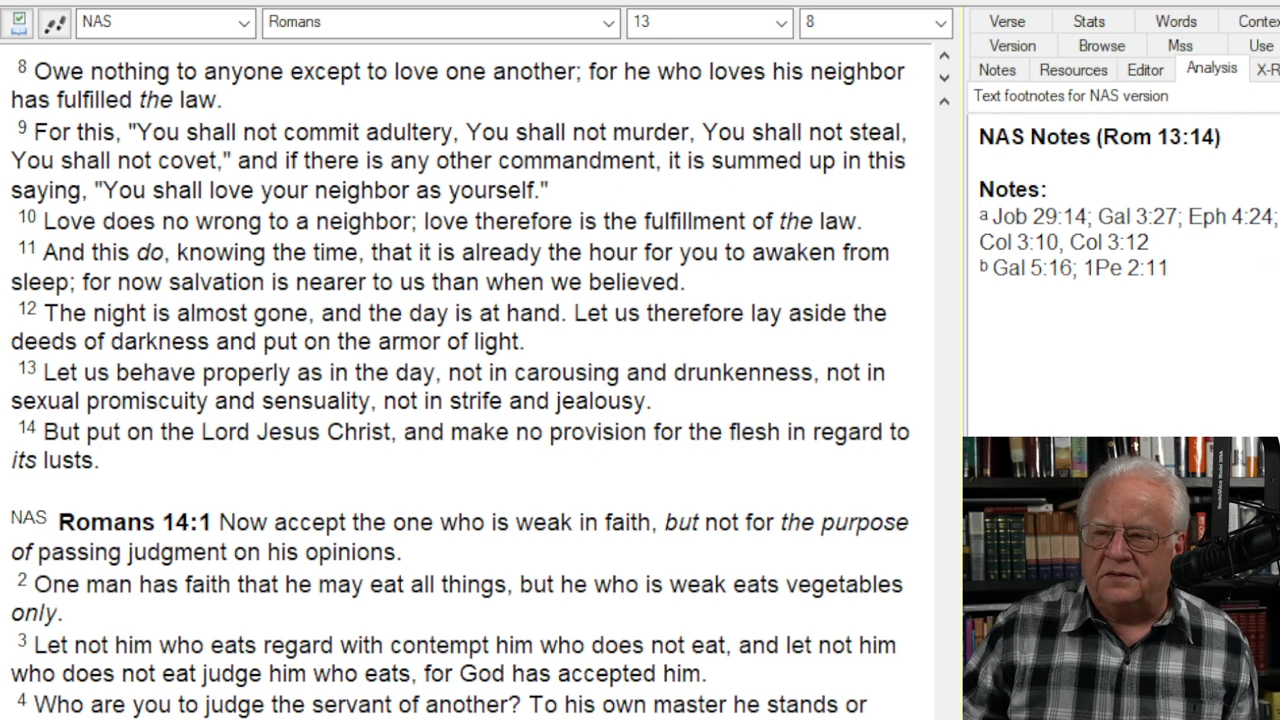 NAS Romans 13 8
8 Owe nothing to anyone except to love one another; for he who loves his neighbor
has fulfilled the law.
9 For this, "You shall not commit adultery, You shall not murder, You shall not steal,
You shall not covet," and if there is any other commandment, it is summed up in this
saying, "You shall love your neighbor as yourself."
10 Love does no wrong to a neighbor; love therefore is the fulfillment of the law.
11 And this do, knowing the time, that it is already the hour for you to awaken from
sleep; for now salvation is nearer to us than when we believed.
12 The night is almost gone, and the day is at hand. Let us therefore lay aside the
deeds of darkness and put on the armor of light.
13 Let us behave properly as in the day, not in carousing and drunkenness, not in
sexual promiscuity and sensuality, not in strife and jealousy.
14 But put on the Lord Jesus Christ, and make no provision for the flesh in regard to
its lusts.
NAS Romans 14:1 Now accept the one who is weak in faith, but not for the purpose
of passing judgment on his opinions.
2 One man has faith that he may eat all things, but he who is weak eats vegetables
only.
3 Let not him who eats regard with contempt him who does not eat, and let not him
who does not eat judge him who eats, for God has accepted him.
4 Who are you to judge the servant of another? To his own master he stands or
Verse Stats Words Contex
Version Browse Mss Use
Notes Resources Editor Analysis X-R
Text footnotes for NAS version
NAS Notes (Rom 13:14)
Notes:
a Job 29:14; Gal 3:27; Eph 4:24;
Col 3:10, Col 3:12
b Gal 5:16; 1Pe 2:11